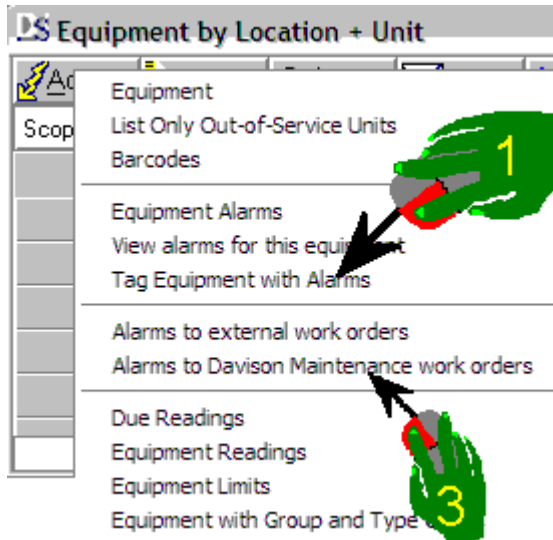 DS Equipment by Location + Unit
Scop
Equipment
List Only Out-of-Service Units
Barcodes
1
Equipment Alarms
View alarms for this equipment
Tag Equipment with Alarms
Alarms to external work orders
Alarms to Davison Maintenance work orders
Due Readings
Equipment Readings
Equipment Limits
Equipment with Group and Type
3